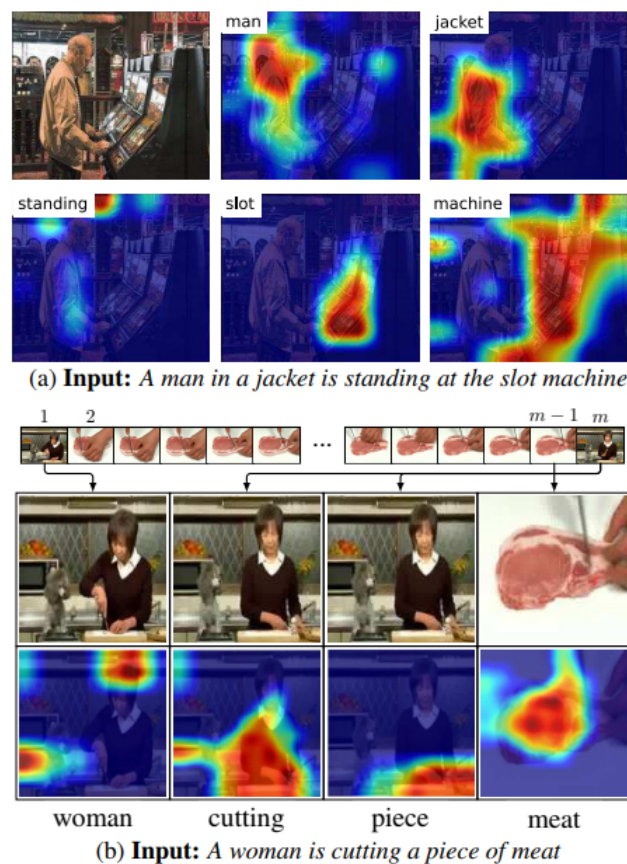 man
jacket
standing
slot
machine
(a) Input: A man in a jacket is standing at the slot machine
1 2 ... m − 1 m
woman cutting piece meat
(b) Input: A woman is cutting a piece of meat